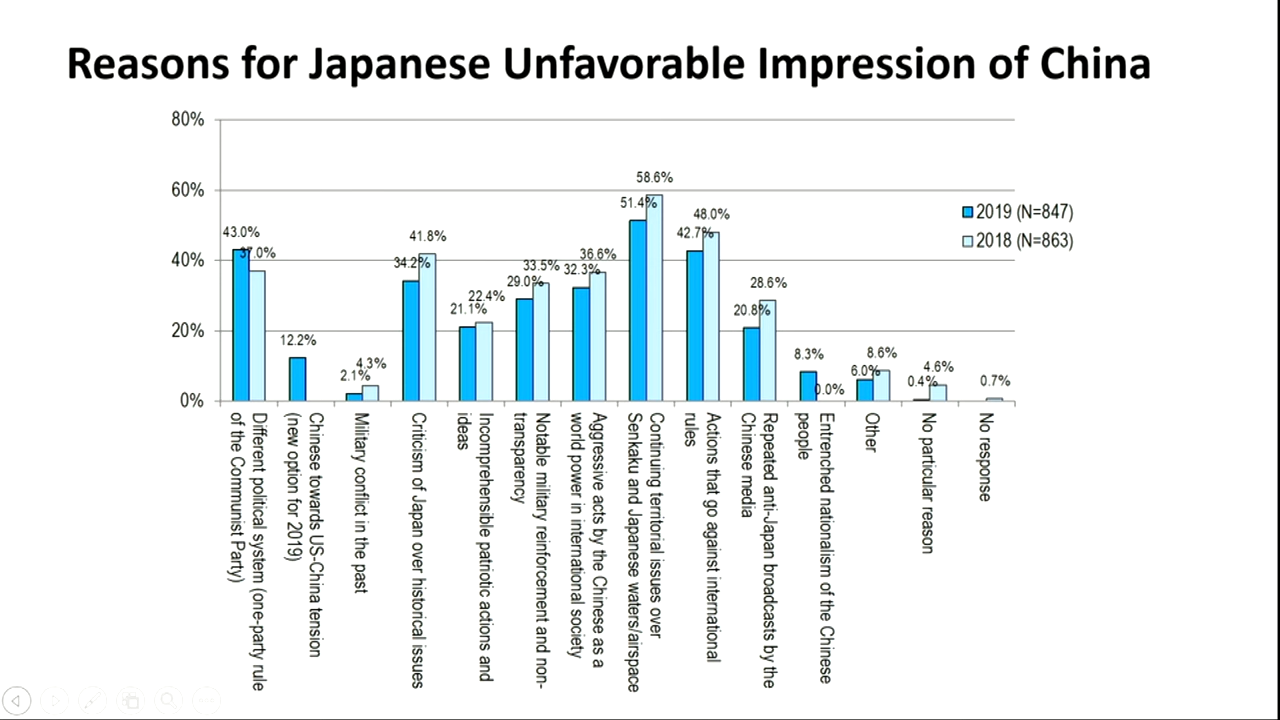 Reasons for Japanese Unfavorable Impression of China
80%
60%
40%
20%
0%
43.0%
37.0%
12.2%
2.1%
4.3%
34.2%
41.8%
21.1%
22.4%
29.0%
33.5%
32.3%
36.6%
51.4%
58.6%
42.7%
48.0%
20.8%
28.6%
8.3%
0.0%
6.0%
8.6%
0.4%
4.6%
0.7%
2019 (N=847)
2018 (N=863)
Different political system (one-party rule
of the Communist Party)
Chinese towards US-China tension
(new option for 2019)
Military conflict in the past
Criticism of Japan over historical issues
Incomprehensible patriotic actions and
ideas
Notable military reinforcement and non-
transparency
Aggressive acts by the Chinese as a
world power in international society
Continuing territorial issues over
Senkaku and Japanese waters/airspace
Actions that go against international
rules
Repeated anti-Japan broadcasts by the
Chinese media
Entrenched nationalism of the Chinese
people
Other
No particular reason
No response